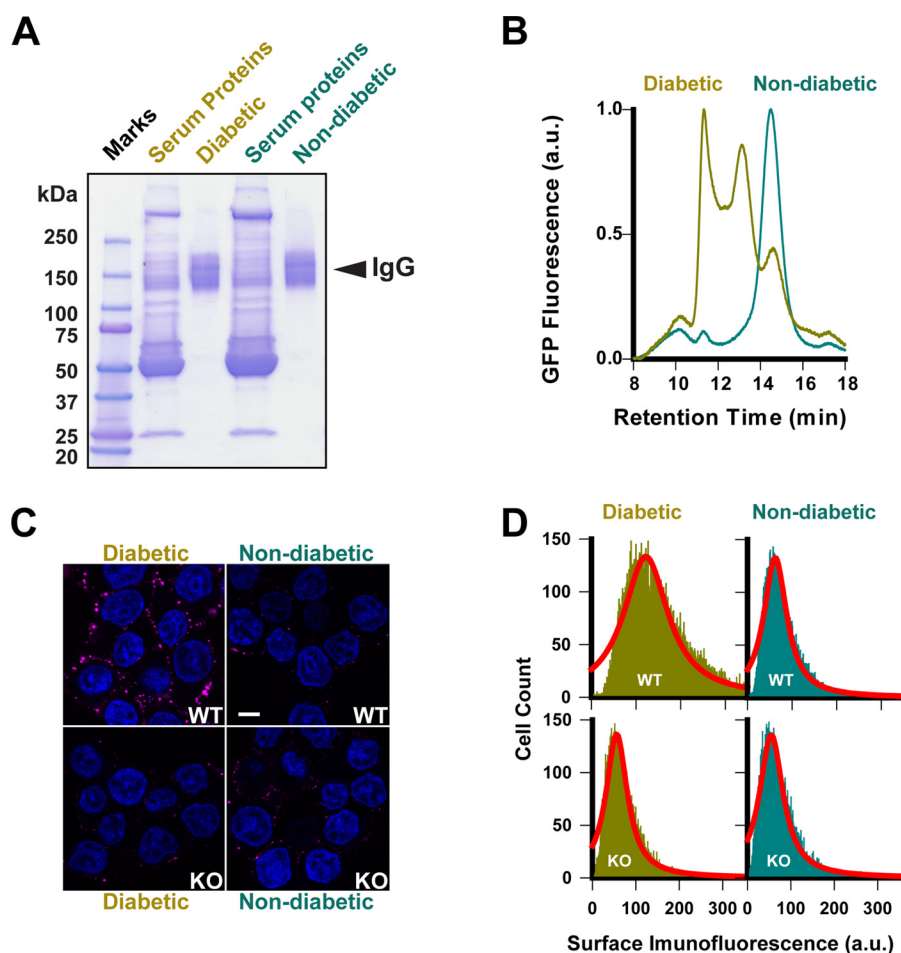 A
Marks
Serum Proteins
Diabetic
Serum proteins
Non-diabetic
kDa
250
150
100
75
50
37
25
20
IgG
B
Diabetic
Non-diabetic
GFP Fluorescence (a.u.)
1.0
0.5
0.0
8 10 12 14 16 18
Retention Time (min)
C
Diabetic
Non-diabetic
WT
WT
KO
KO
Diabetic
Non-diabetic
D
Diabetic
Non-diabetic
Cell Count
150
100
50
0
WT
WT
150
100
50
0
KO
KO
0 100 200 300 0 100 200 300
Surface Imunofluorescence (a.u.)